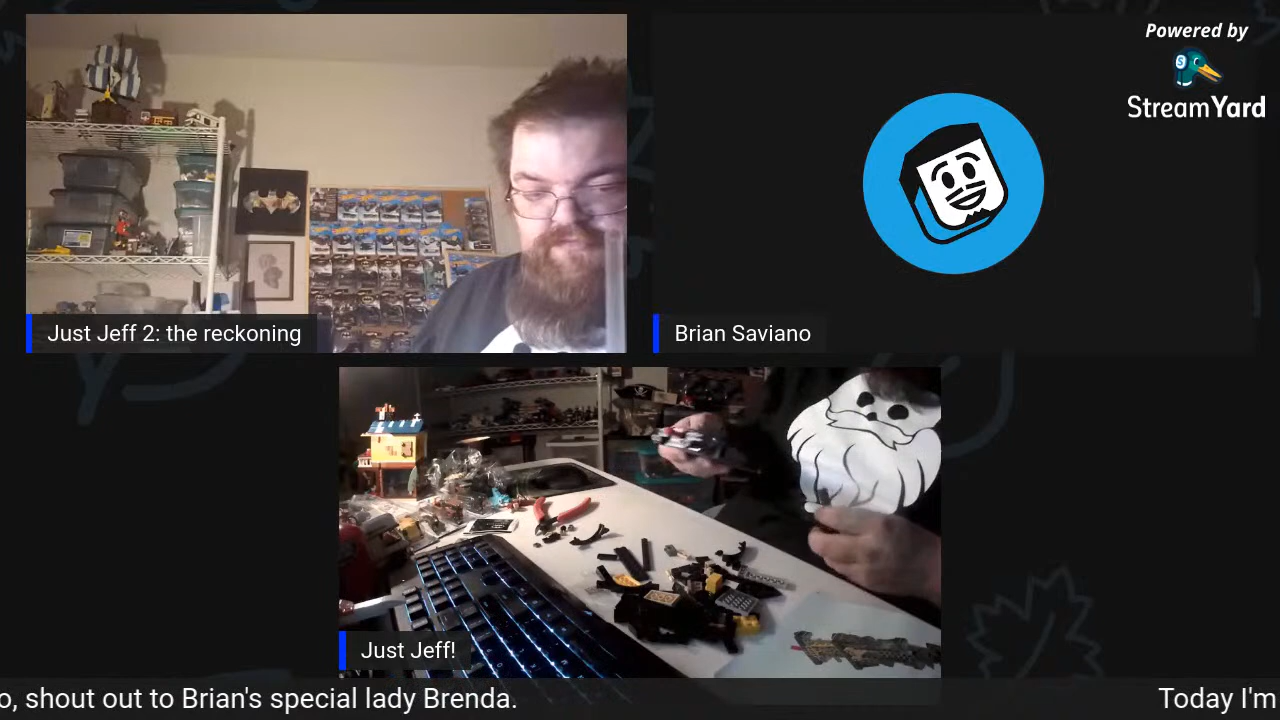 Powered by
StreamYard
Just Jeff 2: the reckoning
Brian Saviano
Just Jeff!
o, shout out to Brian's special lady Brenda.
Today I'm